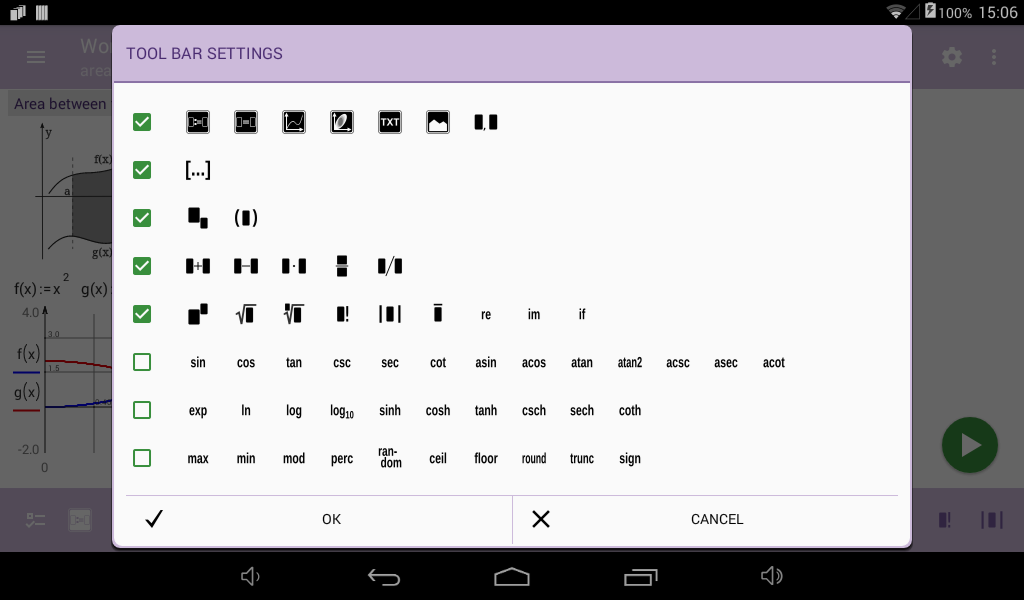 100% 15:06
Wo
area
TOOL BAR SETTINGS
Area between
y
f(x)
a
g(x)
f(x):=x² g(x)
4.0
3.0
f(x)
1.5
g(x)
-2.0
0
:=
=
TXT
,
[...]
( )
+ − · /
√ √ ! | | re im if
sin cos tan csc sec cot asin acos atan atan2 acsc asec acot
exp ln log log₁₀ sinh cosh tanh csch sech coth
max min mod perc ran-dom ceil floor round trunc sign
OK CANCEL
! | |